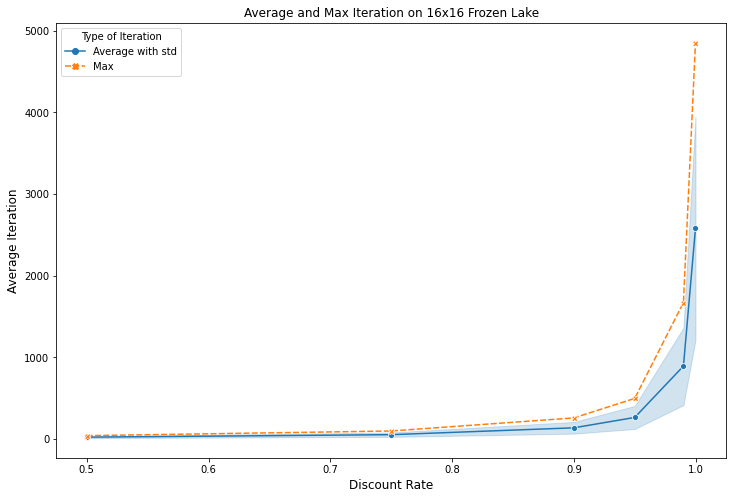 Average and Max Iteration on 16x16 Frozen Lake
Type of Iteration
Average with std
Max
Average Iteration
5000
4000
3000
2000
1000
0
0.5 0.6 0.7 0.8 0.9 1.0
Discount Rate